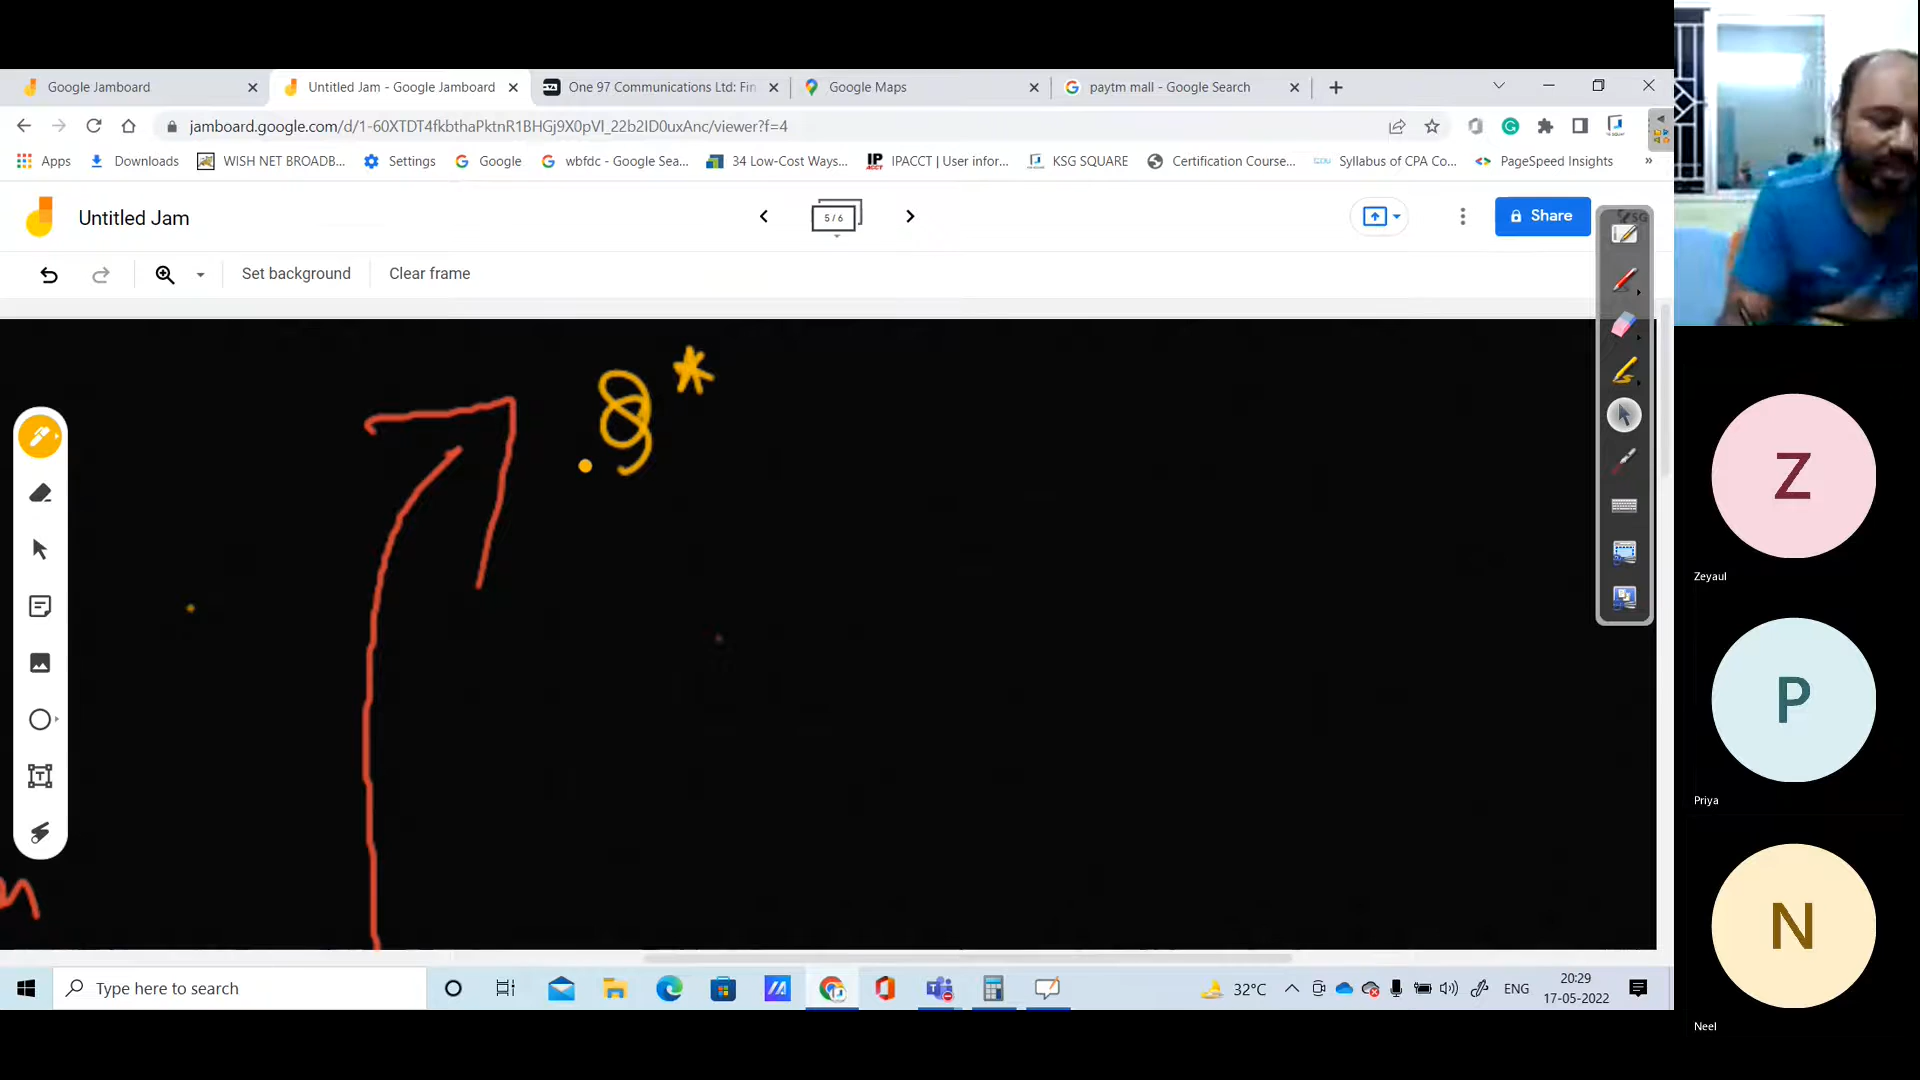 Google Jamboard
Untitled Jam - Google Jamboard
One 97 Communications Ltd: Fin
Google Maps
paytm mall - Google Search
jamboard.google.com/d/1-60XTDT4fkbthaPktnR1BHGj9X0pVl_22b2ID0uxAnc/viewer?f=4
Apps
Downloads
WISH NET BROADB...
Settings
Google
wbfdc - Google Sea...
34 Low-Cost Ways...
IP
ACCT
IPACCT | User infor...
KSG SQUARE
Certification Course...
Syllabus of CPA Co...
PageSpeed Insights
»
Untitled Jam
5 / 6
Share
Set background
Clear frame
*
Z
Zeyaul
P
Priya
N
Neel
Type here to search
32°C
ENG
20:29
17-05-2022